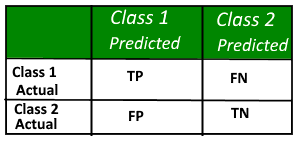 Class 1 Class 2
Predicted Predicted
Class 1
Actual TP FN
Class 2
Actual FP TN